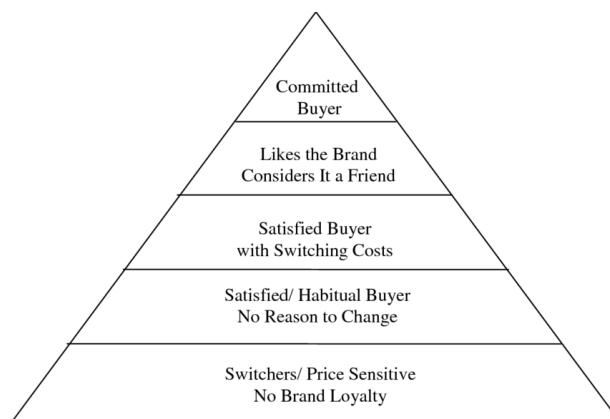 Committed
Buyer
Likes the Brand
Considers It a Friend
Satisfied Buyer
with Switching Costs
Satisfied/ Habitual Buyer
No Reason to Change
Switchers/ Price Sensitive
No Brand Loyalty